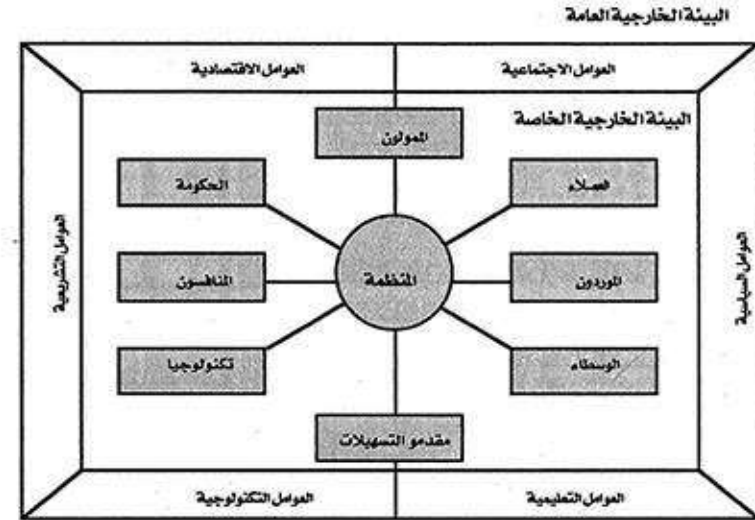 البيئة الخارجية العامة
العوامل الاجتماعية
العوامل الاقتصادية
البيئة الخارجية الخاصة
الممولون
العملاء
الحكومة
العوامل السياسية
المنظمة
العوامل التشريعية
الموردون
المنافسون
الوسطاء
تكنولوجيا
مقدمو التسهيلات
العوامل التعليمية
العوامل التكنولوجية